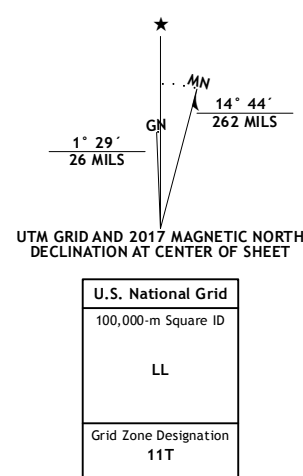 MN
GN
14° 44´
262 MILS
1° 29´
26 MILS
UTM GRID AND 2017 MAGNETIC NORTH
DECLINATION AT CENTER OF SHEET
U.S. National Grid
100,000-m Square ID
LL
Grid Zone Designation
11T